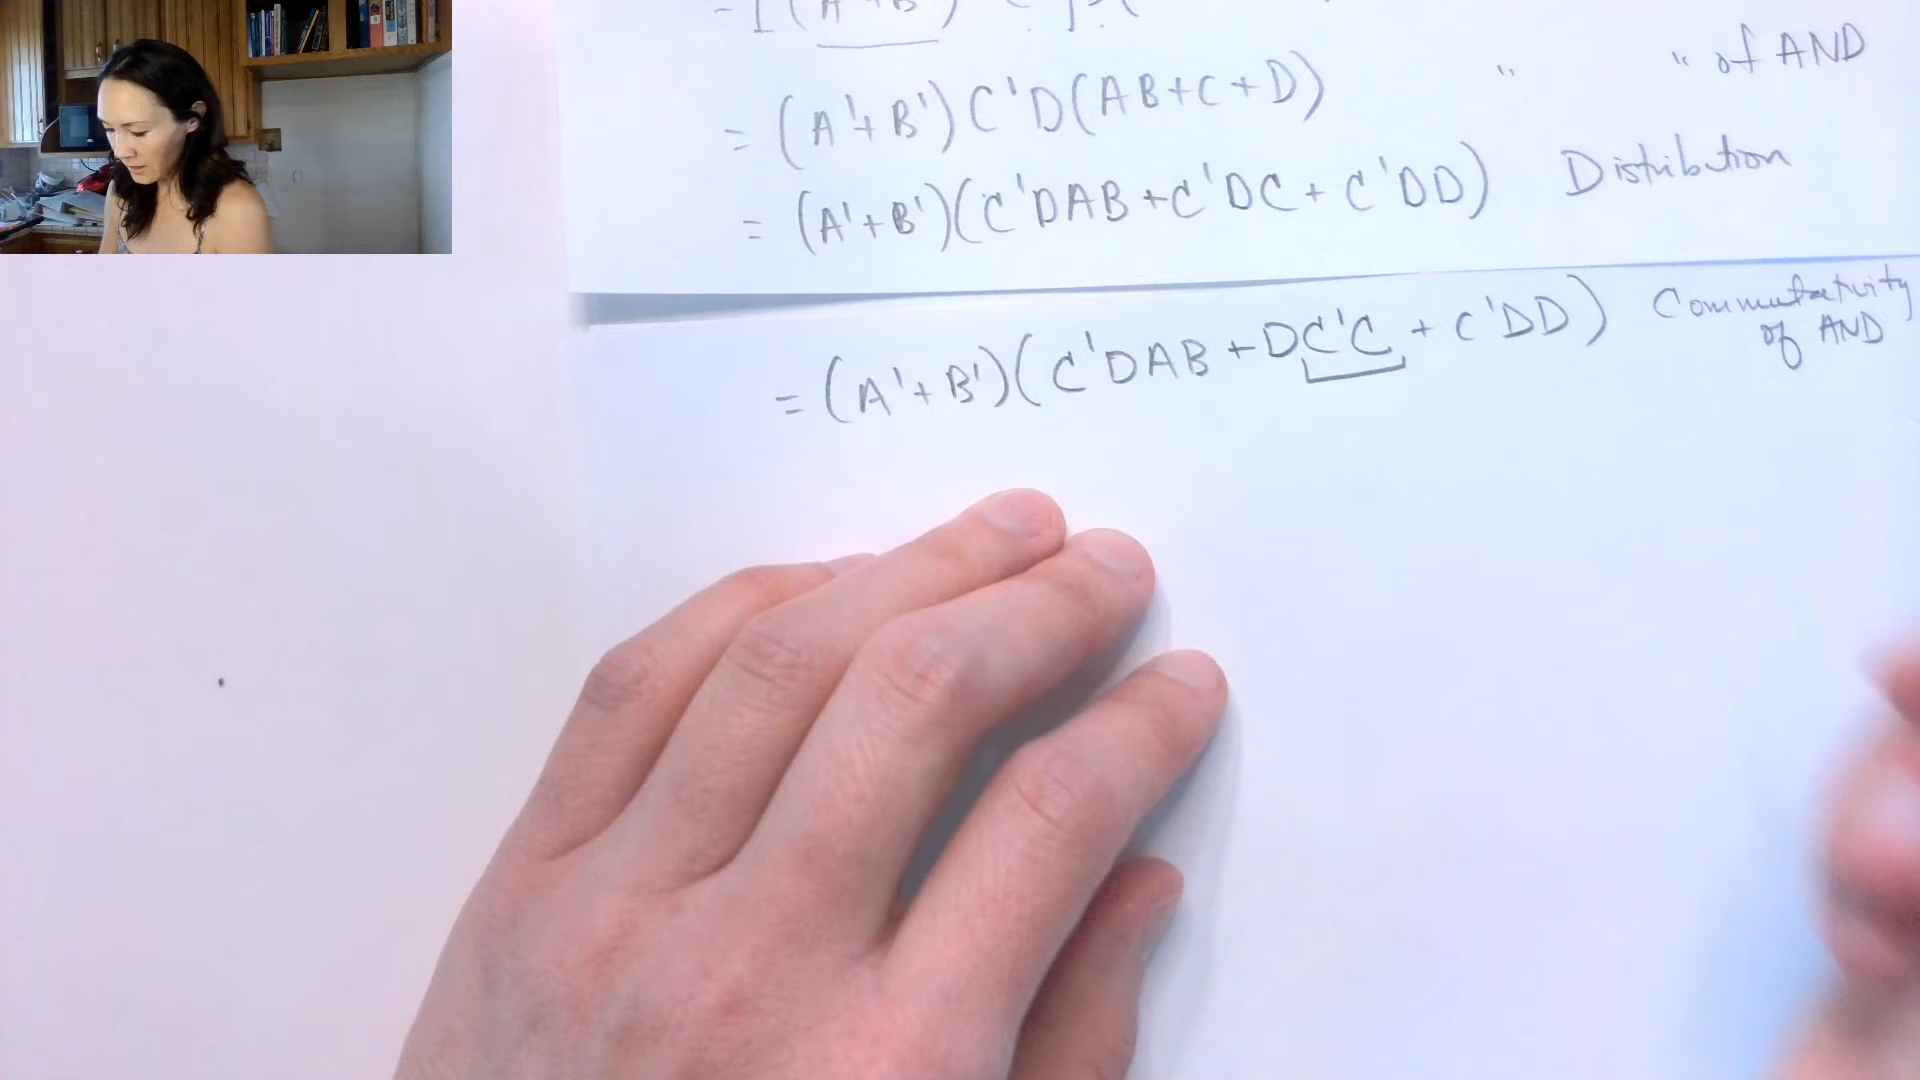 = (A'+B')C'D(AB+C+D) " " of AND
= (A'+B')(C'DAB+C'DC+C'DD) Distribution
= (A'+B')(C'DAB+DC'C+C'DD) Commutativity
of AND